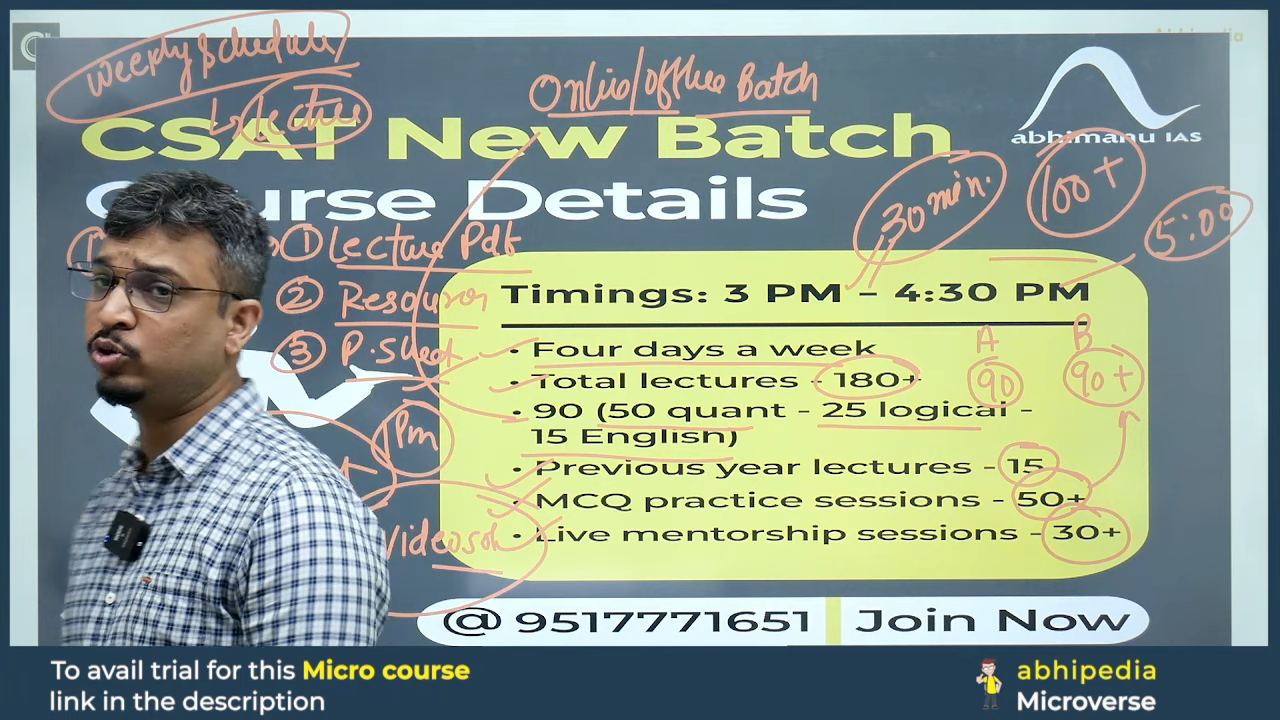 Weekly Schedule
Lecture
Online/offline Batch
CSAT New Batch
abhimanu IAS
urse Details
30 min.
100+
5:00
① Lecture Pdf
② Resources
③ P. Sheet
Timings: 3 PM – 4:30 PM
A
B
• Four days a week
• Total lectures - 180+
90
90+
• 90 (50 quant - 25 logical -
15 English)
Pm
• Previous year lectures - 15
• MCQ practice sessions - 50+
• Live mentorship sessions - 30+
@ 9517771651
Join Now
To avail trial for this Micro course
link in the description
abhipedia
Microverse